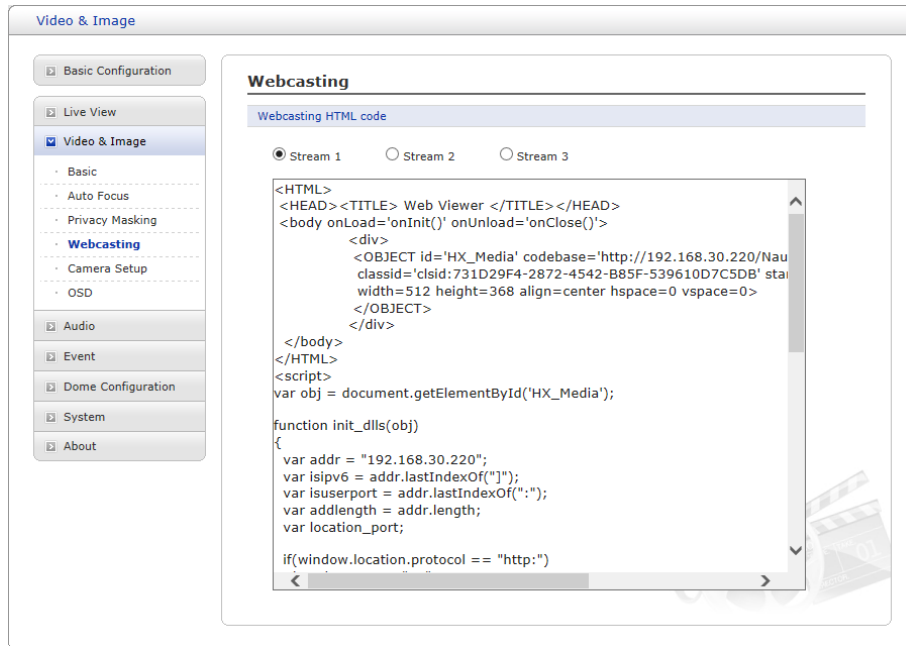 Video & Image
Basic Configuration
Live View
Video & Image
Basic
Auto Focus
Privacy Masking
Webcasting
Camera Setup
OSD
Audio
Event
Dome Configuration
System
About
Webcasting
Webcasting HTML code
Stream 1 Stream 2 Stream 3
<HTML>
<HEAD><TITLE> Web Viewer </TITLE></HEAD>
<body onLoad='onInit()' onUnload='onClose()'>
<div>
<OBJECT id='HX_Media' codebase='http://192.168.30.220/Nau
classid='clsid:731D29F4-2872-4542-B85F-539610D7C5DB' sta
width=512 height=368 align=center hspace=0 vspace=0>
</OBJECT>
</div>
</body>
</HTML>
<script>
var obj = document.getElementById('HX_Media');
function init_dlls(obj)
{
var addr = "192.168.30.220";
var isipv6 = addr.lastIndexOf("]");
var isuserport = addr.lastIndexOf(":");
var addlength = addr.length;
var location_port;
if(window.location.protocol == "http:")
01